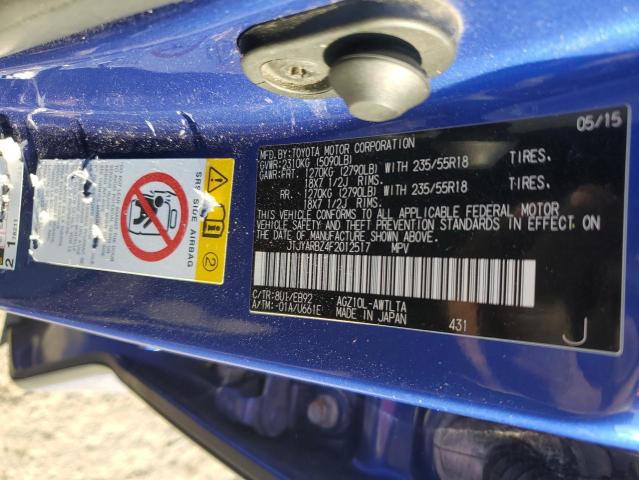 05/15
MFD.BY:TOYOTA MOTOR CORPORATION
GVWR:2310KG (5090LB)
GAWR:FRT. 1270KG (2790LB) WITH 235/55R18 TIRES.
18X7 1/2J RIMS.
RR. 1270KG (2790LB) WITH 235/55R18 TIRES.
18X7 1/2J RIMS.
THIS VEHICLE CONFORMS TO ALL APPLICABLE FEDERAL MOTOR
VEHICLE SAFETY AND THEFT PREVENTION STANDARDS IN EFFECT ON
THE DATE OF MANUFACTURE SHOWN ABOVE.
JTJYARBZ4F2012517 MPV
C/TR:8U1/EB92 AGZ10L-AWTLTA
A/TM:-01A/U661E MADE IN JAPAN 431
J
SRS SIDE AIRBAG
2